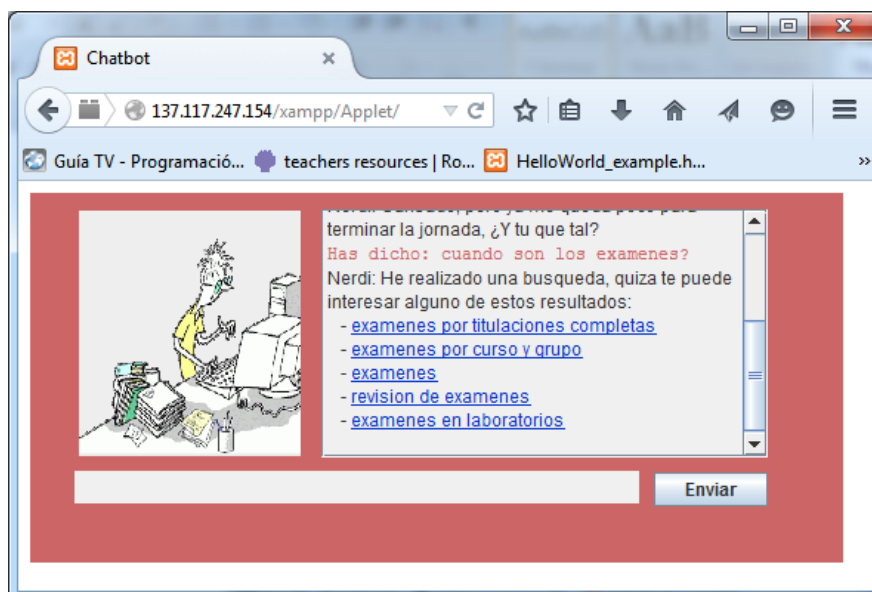 Chatbot
137.117.247.154/xampp/Applet/
Guía TV - Programació... teachers resources | Ro... HelloWorld_example.h...
terminar la jornada, ¿Y tu que tal?
Has dicho: cuando son los examenes?
Nerdi: He realizado una busqueda, quiza te puede
interesar alguno de estos resultados:
- examenes por titulaciones completas
- examenes por curso y grupo
- examenes
- revision de examenes
- examenes en laboratorios
Enviar